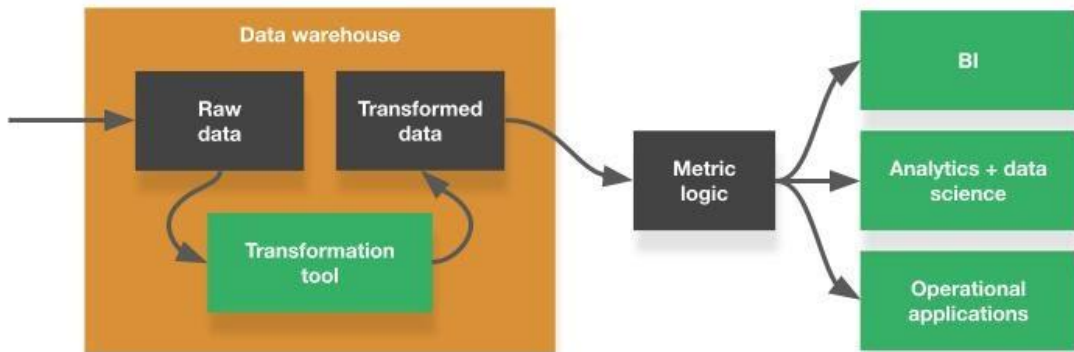 Data warehouse
Raw
data
Transformed
data
Transformation
tool
Metric
logic
BI
Analytics + data
science
Operational
applications